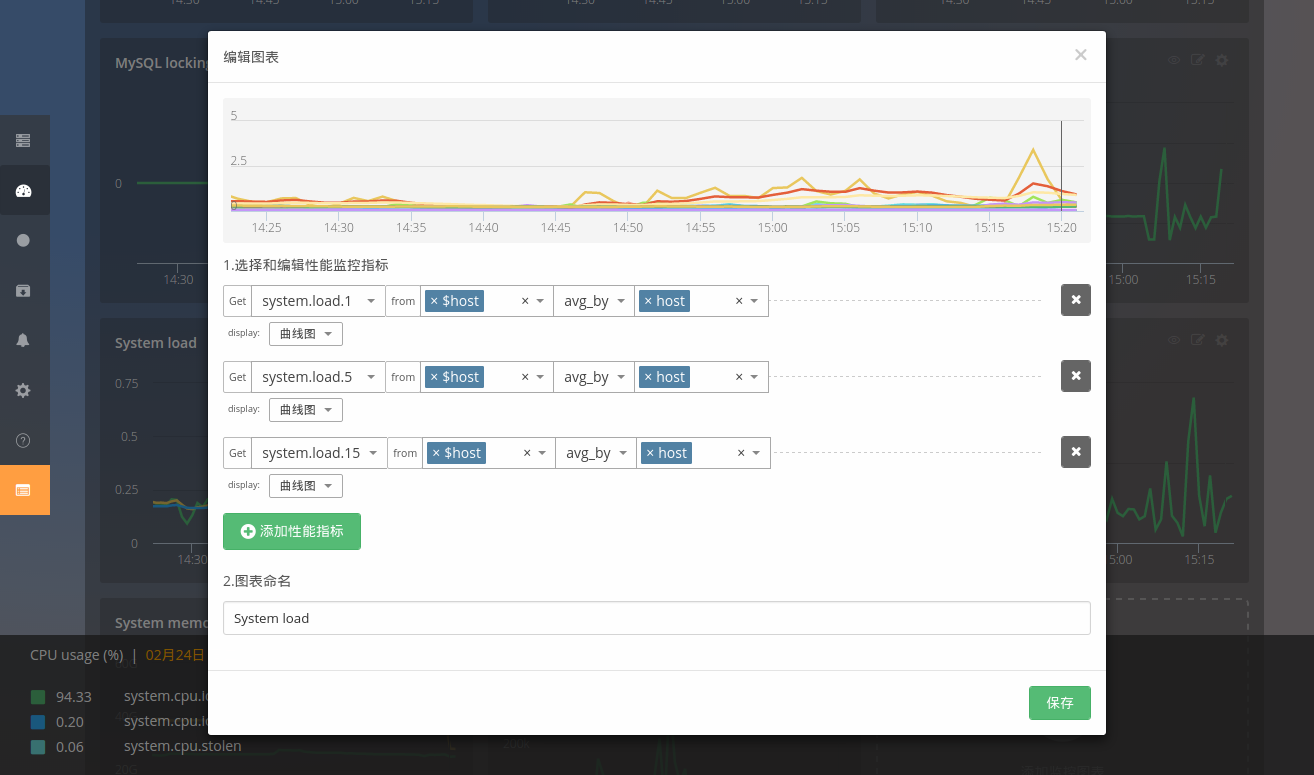 14:30 14:45 15:00 15:15 14:30 14:45 15:00 15:15 14:30 14:45 15:00 15:15
MySQL locking
0
14:30
15:00 15:15
编辑图表
×
5
2.5
0
14:25 14:30 14:35 14:40 14:45 14:50 14:55 15:00 15:05 15:10 15:15 15:20
1.选择和编辑性能监控指标
Get system.load.1 from × $host × avg_by × host ×
display: 曲线图
Get system.load.5 from × $host × avg_by × host ×
display: 曲线图
Get system.load.15 from × $host × avg_by × host ×
display: 曲线图
添加性能指标
2.图表命名
System load
保存
System load
0.75
0.5
0.25
0
14:30
5:00 15:15
System memo
CPU usage (%) | 02月24日
94.33 system.cpu.i
0.20 system.cpu.i
0.06 system.cpu.stolen
20G
200K